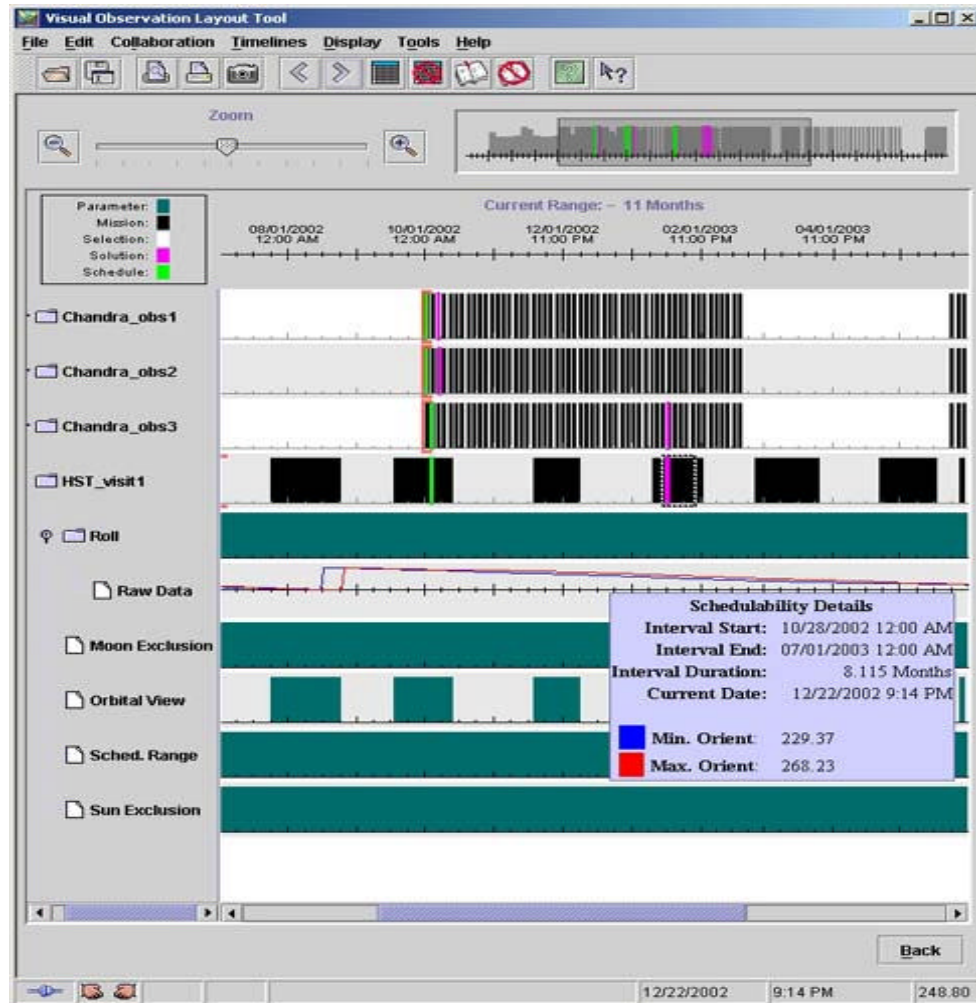 Visual Observation Layout Tool
File Edit Collaboration Timelines Display Tools Help
Zoom
Parameter:
Mission:
Selection:
Solution:
Schedule:
Current Range: ~ 11 Months
08/01/2002 10/01/2002 12/01/2002 02/01/2003 04/01/2003
12:00 AM 12:00 AM 11:00 PM 11:00 PM 11:00 PM
Chandra_obs1
Chandra_obs2
Chandra_obs3
HST_visit1
Roll
Raw Data
Moon Exclusion
Orbital View
Sched. Range
Sun Exclusion
Schedulability Details
Interval Start: 10/28/2002 12:00 AM
Interval End: 07/01/2003 12:00 AM
Interval Duration: 8.115 Months
Current Date: 12/22/2002 9:14 PM
Min. Orient: 229.37
Max. Orient: 268.23
Back
12/22/2002 9:14 PM 248.80